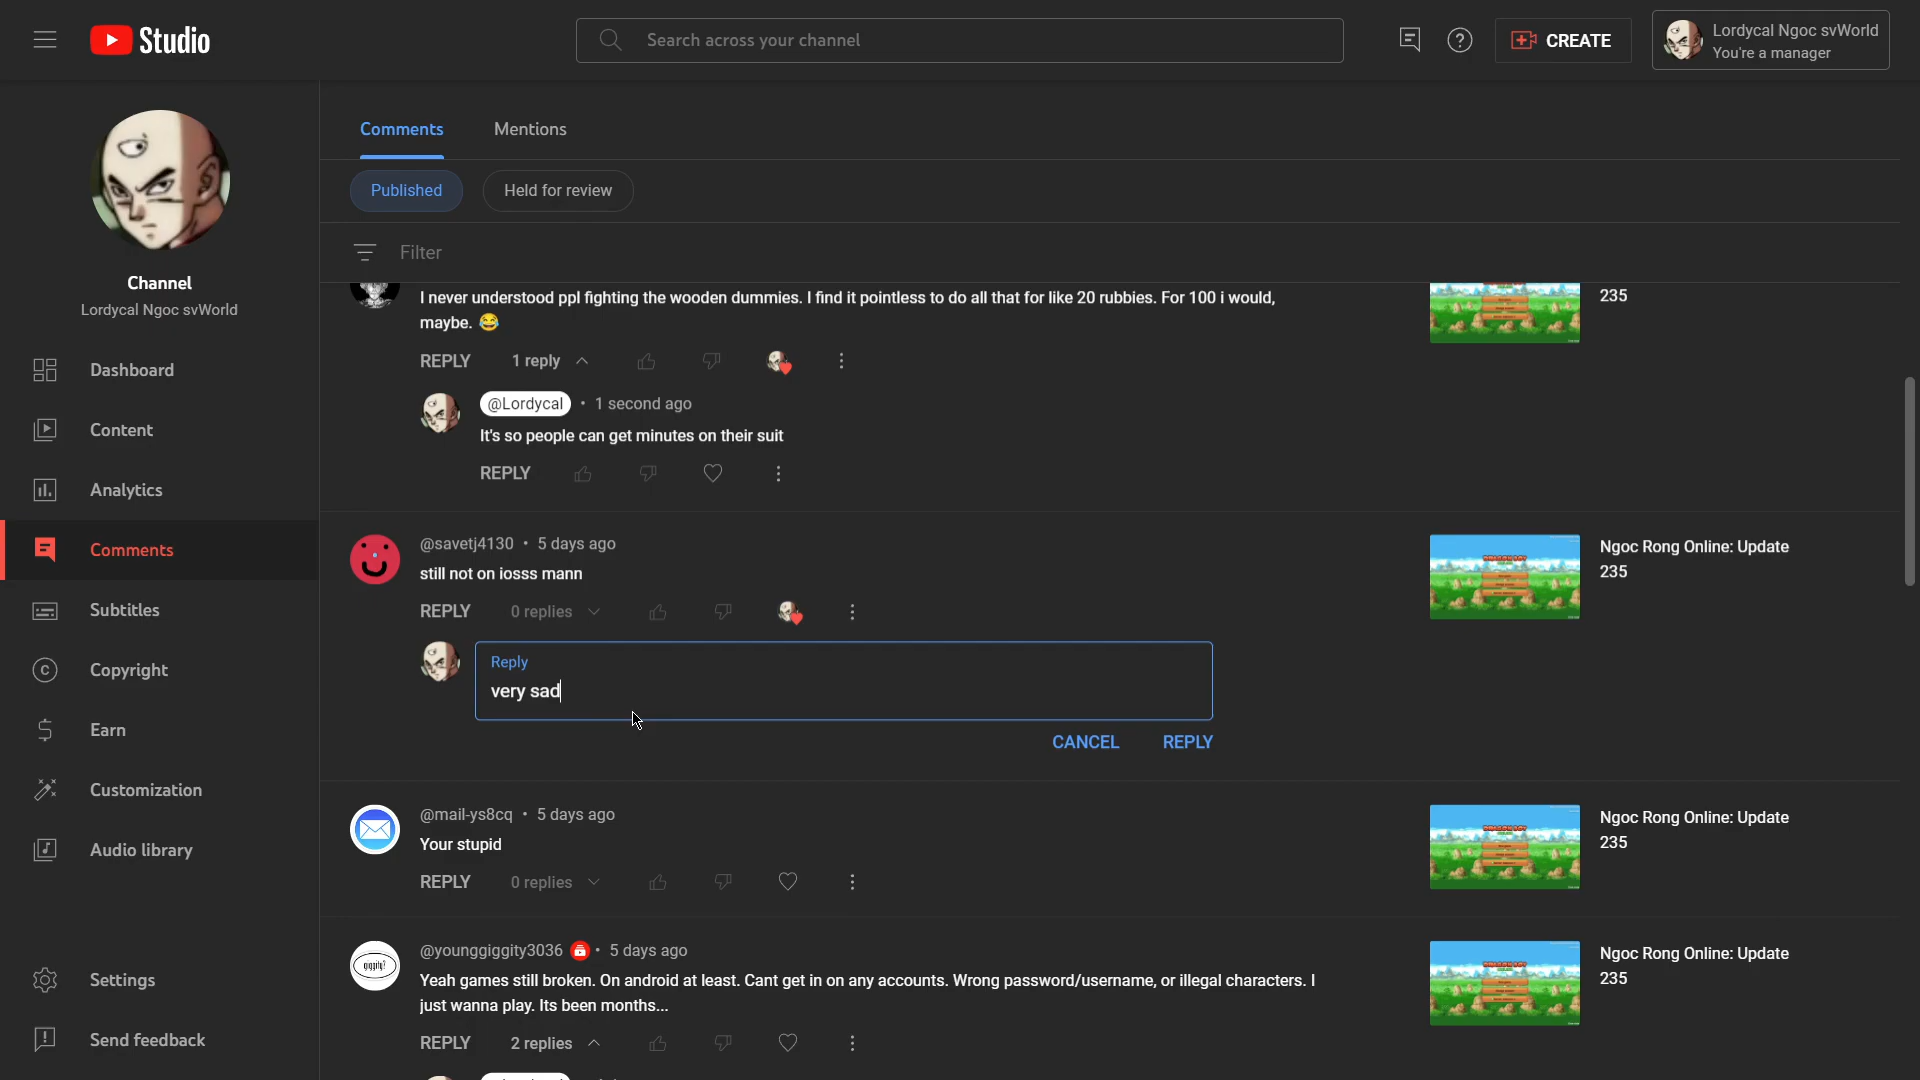 Studio
Search across your channel
CREATE
Lordycal Ngoc svWorld
You're a manager
Channel
Lordycal Ngoc svWorld
Dashboard
Content
Analytics
Comments
Subtitles
Copyright
Earn
Customization
Audio library
Settings
Send feedback
Comments
Mentions
Published
Held for review
Filter
I never understood ppl fighting the wooden dummies. I find it pointless to do all that for like 20 rubbies. For 100 i would,
maybe. 😂
235
REPLY 1 reply
@Lordycal • 1 second ago
It's so people can get minutes on their suit
REPLY
@savetj4130 • 5 days ago
still not on iosss mann
REPLY 0 replies
Ngoc Rong Online: Update
235
Reply
very sad
CANCEL REPLY
@mail-ys8cq • 5 days ago
Your stupid
REPLY 0 replies
Ngoc Rong Online: Update
235
giggity?
@younggiggity3036 • 5 days ago
Yeah games still broken. On android at least. Cant get in on any accounts. Wrong password/username, or illegal characters. I
just wanna play. Its been months...
REPLY 2 replies
Ngoc Rong Online: Update
235